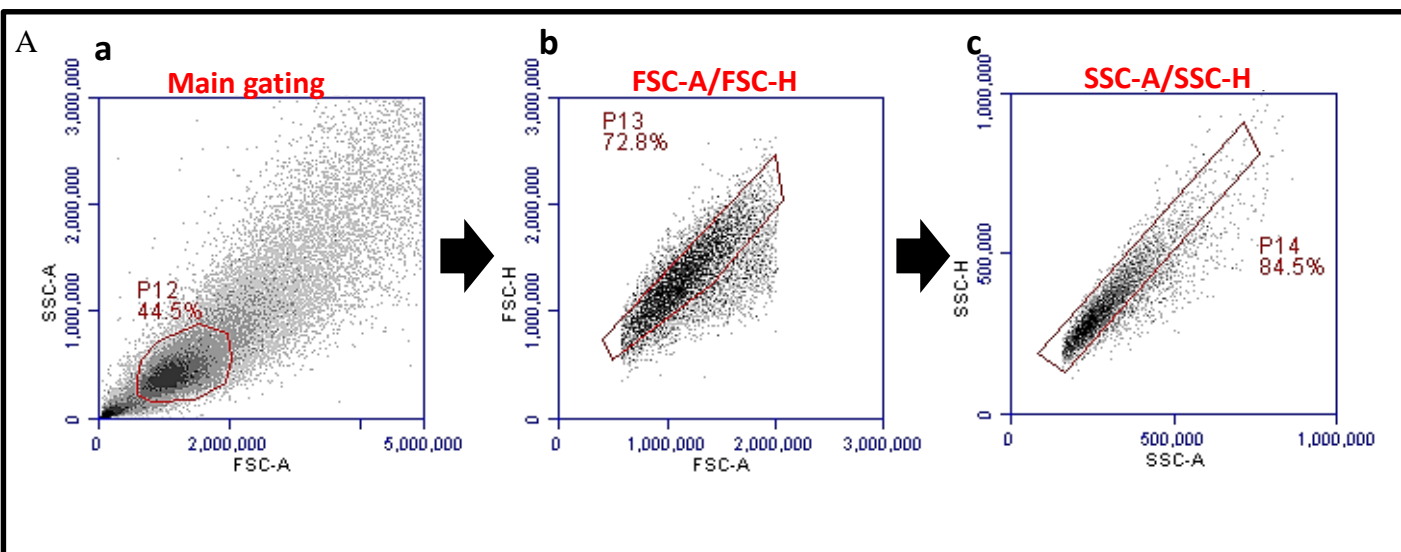 A
a
b
c
Main gating
FSC-A/FSC-H
SSC-A/SSC-H
3,000,000
2,000,000
1,000,000
0
SSC-A
P12
44.5%
0
2,000,000
5,000,000
FSC-A
3,000,000
2,000,000
1,000,000
0
FSC-H
P13
72.8%
0
1,000,000
2,000,000
3,000,000
FSC-A
1,000,000
500,000
0
SSC-H
P14
84.5%
0
500,000
1,000,000
SSC-A